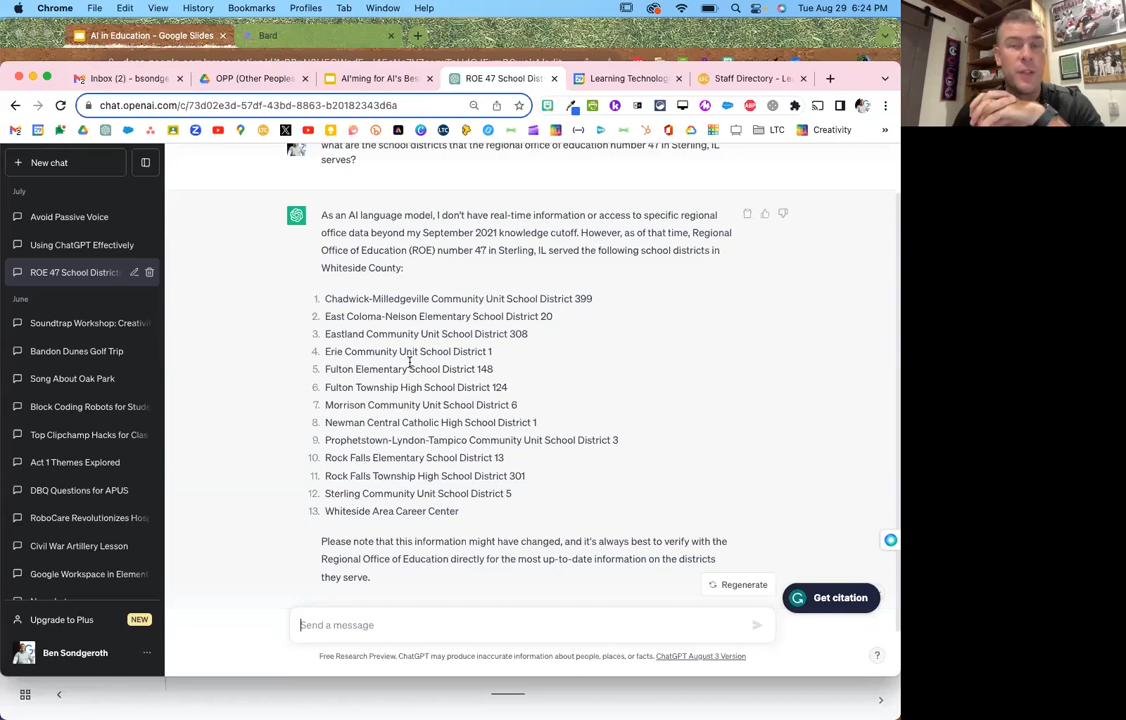 Chrome File Edit View History Bookmarks Profiles Tab Window Help Tue Aug 29 6:24 PM
AI in Education - Google Slides Bard
Inbox (2) - bsondge OPP (Other Peoples AI'ming for AI's Be ROE 47 School Dist Learning Technolog Staff Directory - Le
chat.openai.com/c/73d02e3d-57df-43bd-8863-b20182343d6a
LTC Creativity
New chat
July
Avoid Passive Voice
Using ChatGPT Effectively
ROE 47 School District
June
Soundtrap Workshop: Creativi
Bandon Dunes Golf Trip
Song About Oak Park
Block Coding Robots for Stude
Top Clipchamp Hacks for Clas
Act 1 Themes Explored
DBQ Questions for APUS
RoboCare Revolutionizes Hos
Civil War Artillery Lesson
Google Workspace in Element
Upgrade to Plus NEW
Ben Sondgeroth
what are the school districts that the regional office of education number 47 in Sterling, IL
serves?
As an AI language model, I don't have real-time information or access to specific regional
office data beyond my September 2021 knowledge cutoff. However, as of that time, Regional
Office of Education (ROE) number 47 in Sterling, IL served the following school districts in
Whiteside County:
1. Chadwick-Milledgeville Community Unit School District 399
2. East Coloma-Nelson Elementary School District 20
3. Eastland Community Unit School District 308
4. Erie Community Unit School District 1
5. Fulton Elementary School District 148
6. Fulton Township High School District 124
7. Morrison Community Unit School District 6
8. Newman Central Catholic High School District 1
9. Prophetstown-Lyndon-Tampico Community Unit School District 3
10. Rock Falls Elementary School District 13
11. Rock Falls Township High School District 301
12. Sterling Community Unit School District 5
13. Whiteside Area Career Center
Please note that this information might have changed, and it's always best to verify with the
Regional Office of Education directly for the most up-to-date information on the districts
they serve.
Regenerate
Get citation
Send a message
Free Research Preview. ChatGPT may produce inaccurate information about people, places, or facts. ChatGPT August 3 Version
?